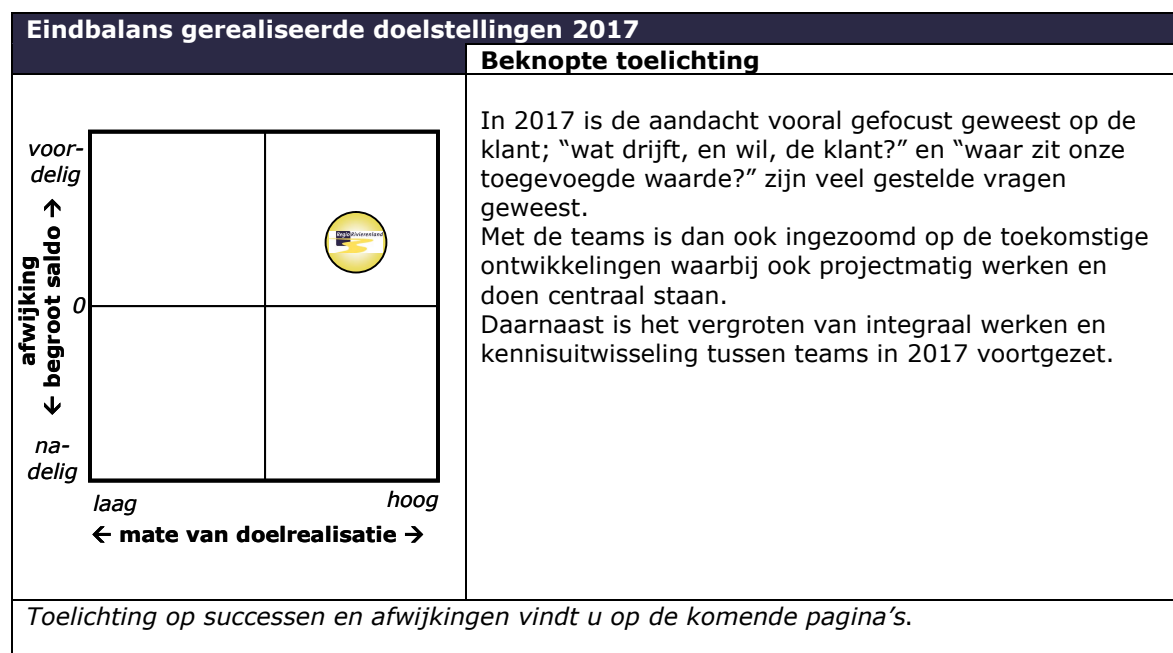 Eindbalans gerealiseerde doelstellingen 2017
Beknopte toelichting
voor-
delig
afwijking
← begroot saldo →
0
na-
delig
laag
hoog
← mate van doelrealisatie →
RegioRivierenland
In 2017 is de aandacht vooral gefocust geweest op de
klant; “wat drijft, en wil, de klant?” en “waar zit onze
toegevoegde waarde?” zijn veel gestelde vragen
geweest.
Met de teams is dan ook ingezoomd op de toekomstige
ontwikkelingen waarbij ook projectmatig werken en
doen centraal staan.
Daarnaast is het vergroten van integraal werken en
kennisuitwisseling tussen teams in 2017 voortgezet.
Toelichting op successen en afwijkingen vindt u op de komende pagina’s.